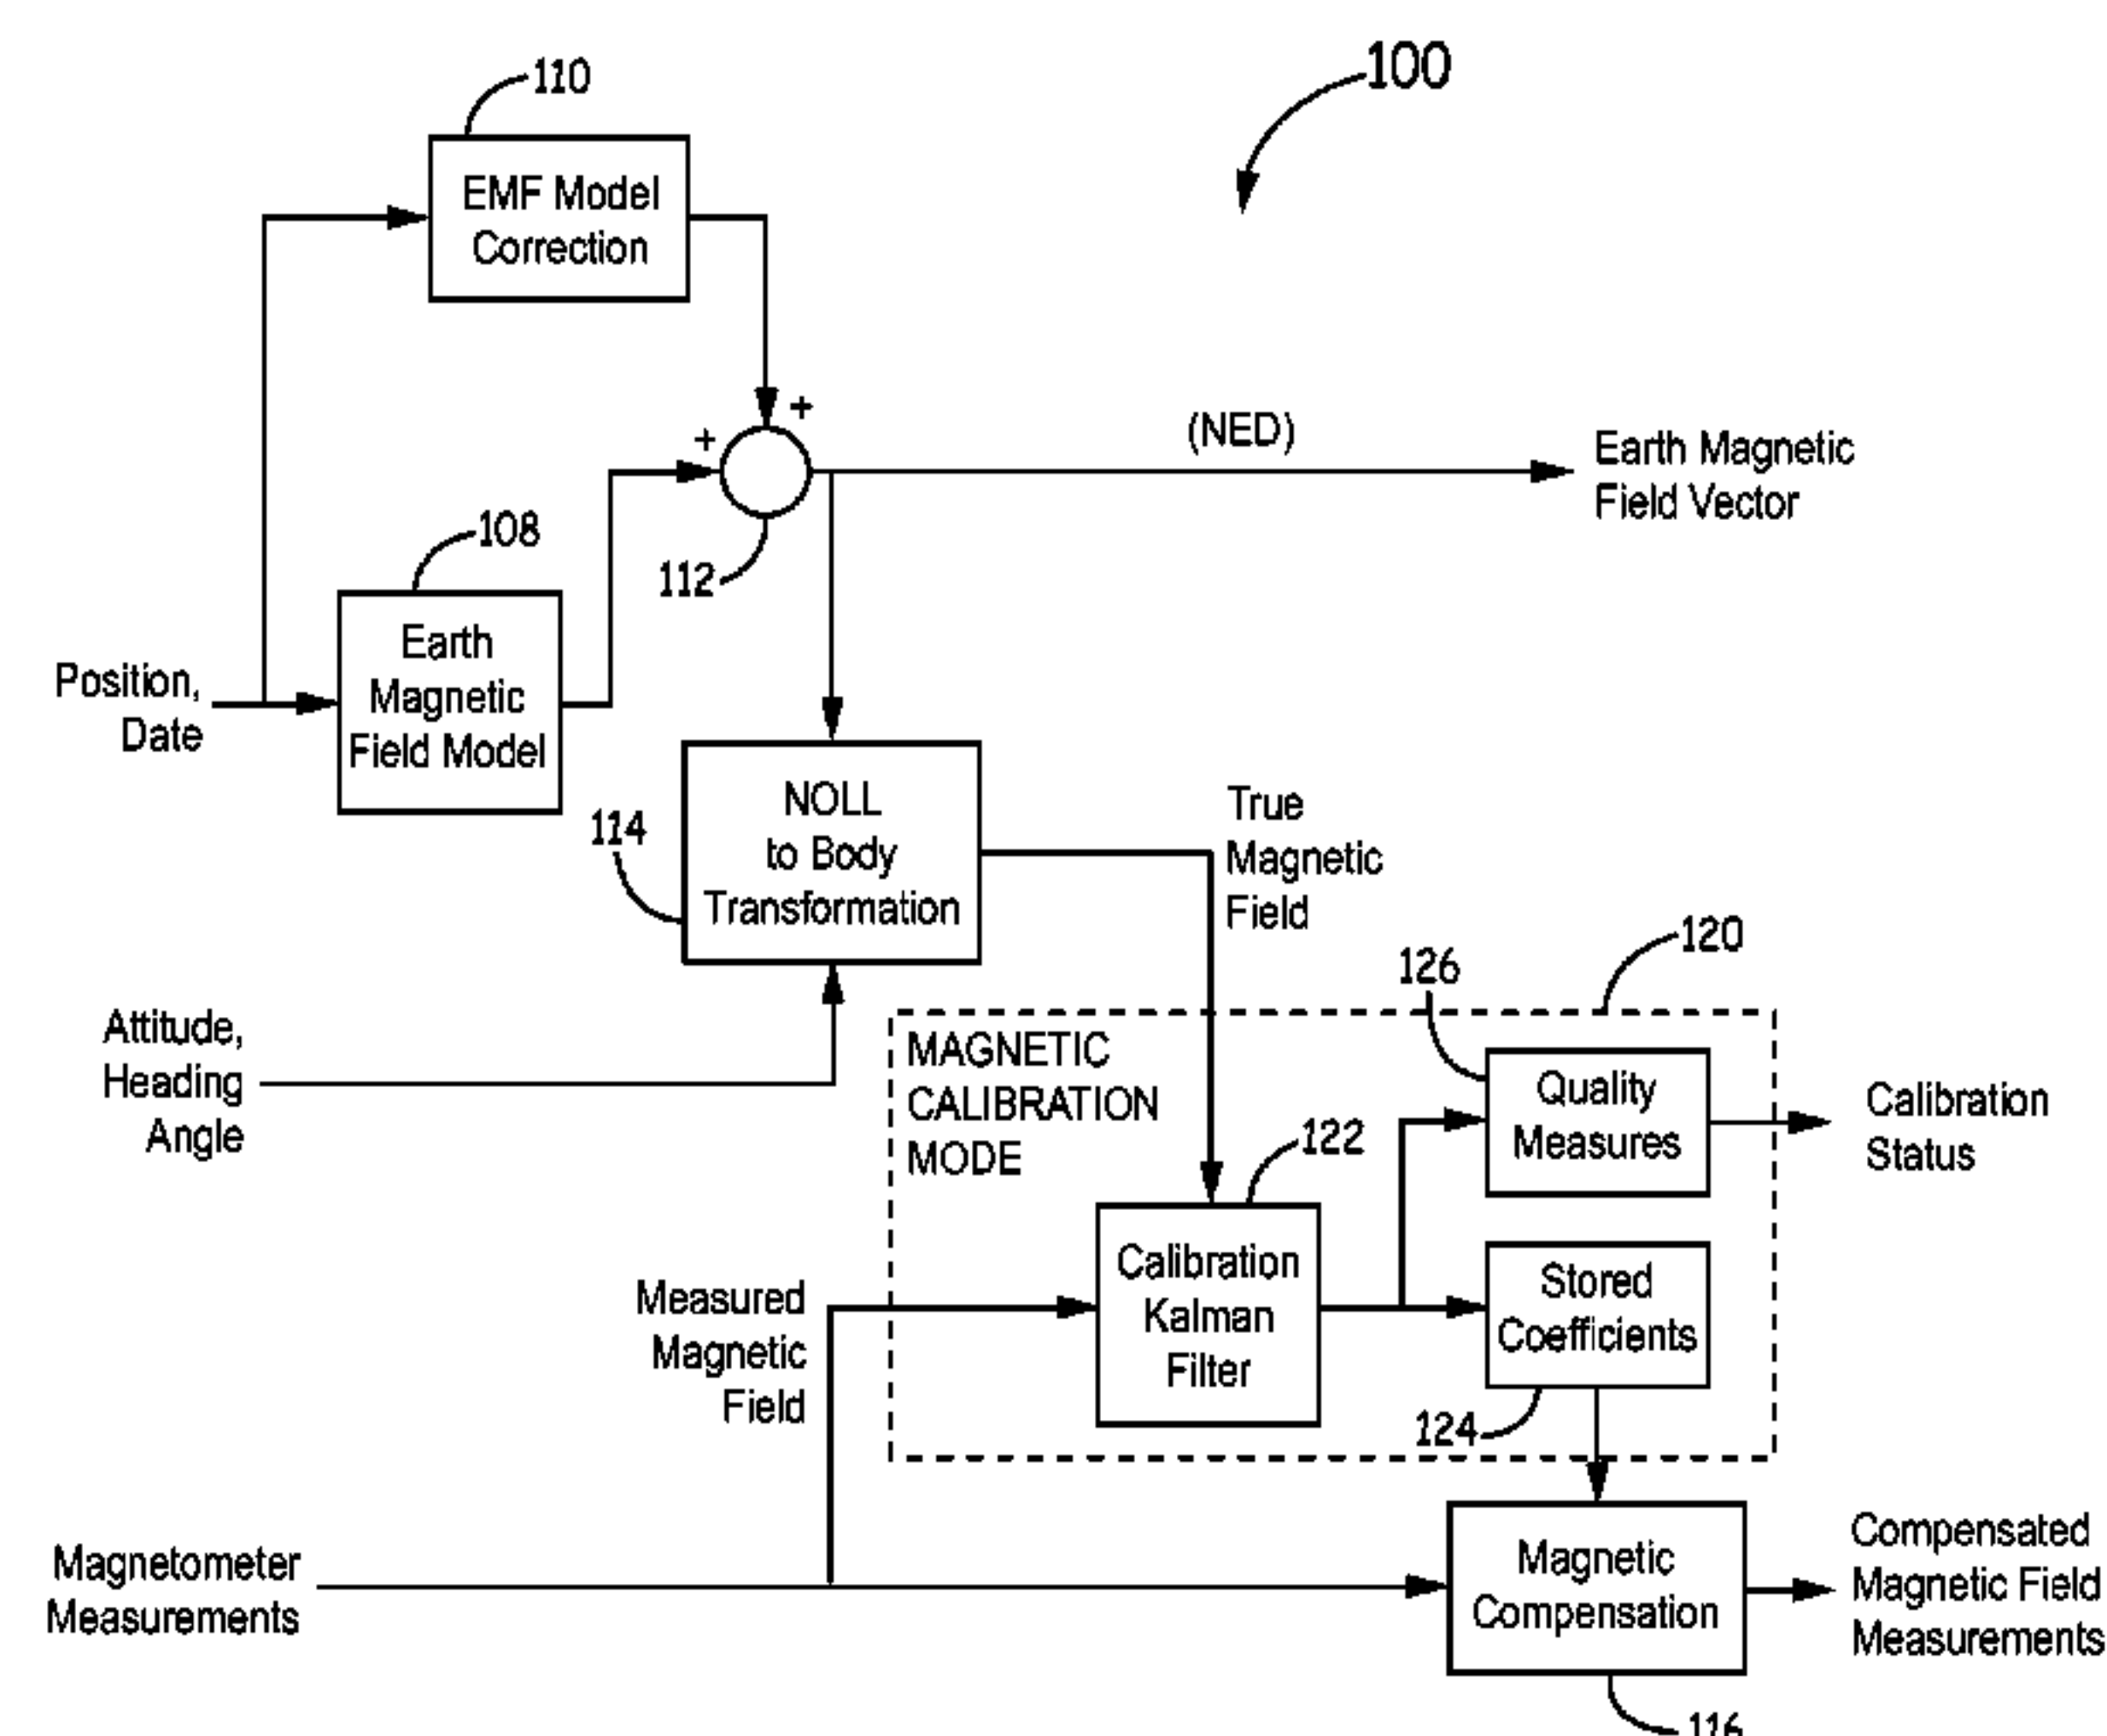 100
110
EMF Model
Correction
+
+
(NED)
Earth Magnetic
Field Vector
112
108
Earth
Magnetic
Field Model
Position,
Date
NOLL
to Body
Transformation
114
True
Magnetic
Field
Attitude,
Heading
Angle
120
126
MAGNETIC
CALIBRATION
MODE
Quality
Measures
Calibration
Status
122
Calibration
Kalman
Filter
Stored
Coefficients
124
Measured
Magnetic
Field
Magnetometer
Measurements
Magnetic
Compensation
Compensated
Magnetic Field
Measurements
116